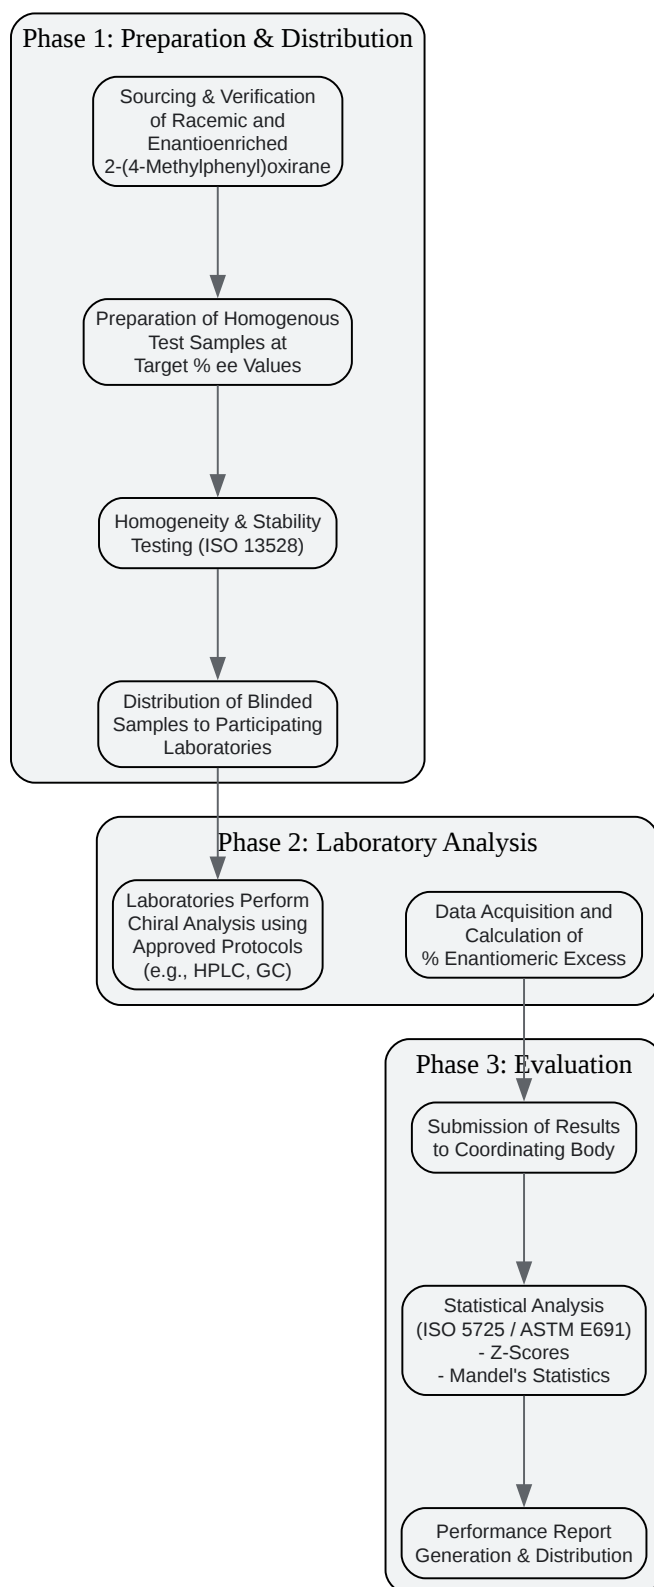 Phase 1: Preparation & Distribution
Sourcing & Verification
of Racemic and
Enantioenriched
2-(4-Methylphenyl)oxirane
Preparation of Homogenous
Test Samples at
Target % ee Values
Homogeneity & Stability
Testing (ISO 13528)
Distribution of Blinded
Samples to Participating
Laboratories
Phase 2: Laboratory Analysis
Laboratories Perform
Chiral Analysis using
Approved Protocols
(e.g., HPLC, GC)
Data Acquisition and
Calculation of
% Enantiomeric Excess
Phase 3: Evaluation
Submission of Results
to Coordinating Body
Statistical Analysis
(ISO 5725 / ASTM E691)
- Z-Scores
- Mandel's Statistics
Performance Report
Generation & Distribution